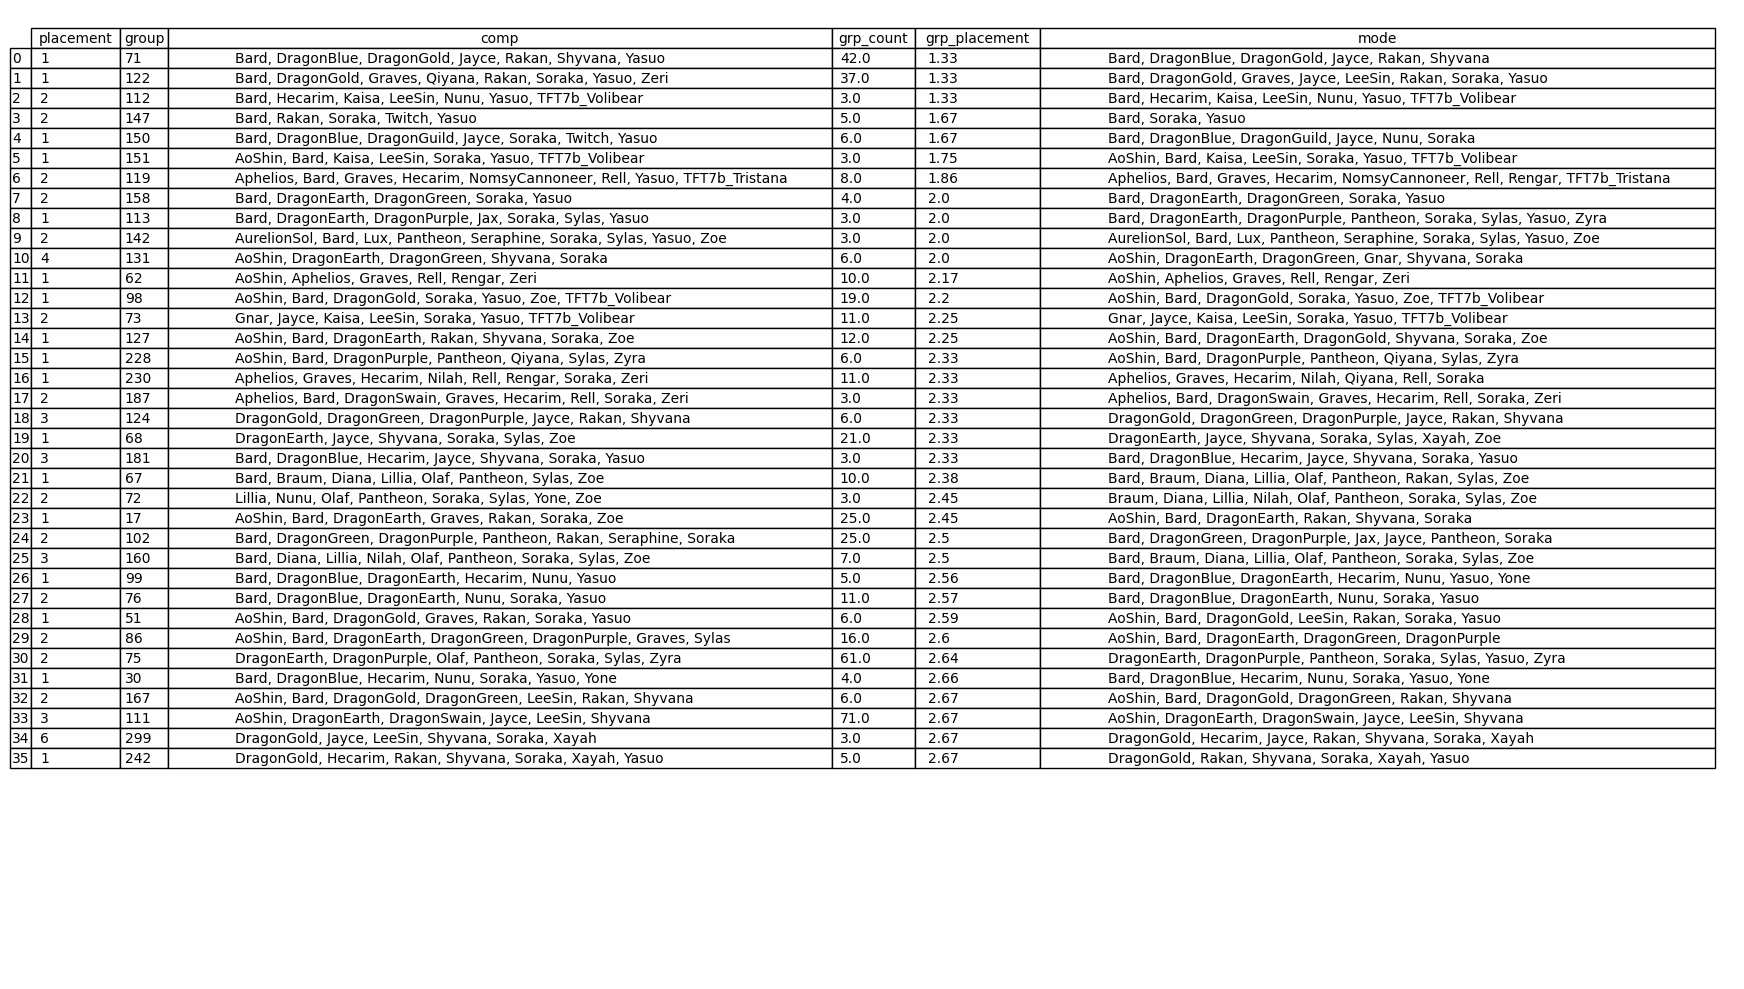 placement group comp grp_count grp_placement mode
0 1 71 Bard, DragonBlue, DragonGold, Jayce, Rakan, Shyvana, Yasuo 42.0 1.33 Bard, DragonBlue, DragonGold, Jayce, Rakan, Shyvana
1 1 122 Bard, DragonGold, Graves, Qiyana, Rakan, Soraka, Yasuo, Zeri 37.0 1.33 Bard, DragonGold, Graves, Jayce, LeeSin, Rakan, Soraka, Yasuo
2 2 112 Bard, Hecarim, Kaisa, LeeSin, Nunu, Yasuo, TFT7b_Volibear 3.0 1.33 Bard, Hecarim, Kaisa, LeeSin, Nunu, Yasuo, TFT7b_Volibear
3 2 147 Bard, Rakan, Soraka, Twitch, Yasuo 5.0 1.67 Bard, Soraka, Yasuo
4 1 150 Bard, DragonBlue, DragonGuild, Jayce, Soraka, Twitch, Yasuo 6.0 1.67 Bard, DragonBlue, DragonGuild, Jayce, Nunu, Soraka
5 1 151 AoShin, Bard, Kaisa, LeeSin, Soraka, Yasuo, TFT7b_Volibear 3.0 1.75 AoShin, Bard, Kaisa, LeeSin, Soraka, Yasuo, TFT7b_Volibear
6 2 119 Aphelios, Bard, Graves, Hecarim, NomsyCannoneer, Rell, Yasuo, TFT7b_Tristana 8.0 1.86 Aphelios, Bard, Graves, Hecarim, NomsyCannoneer, Rell, Rengar, TFT7b_Tristana
7 2 158 Bard, DragonEarth, DragonGreen, Soraka, Yasuo 4.0 2.0 Bard, DragonEarth, DragonGreen, Soraka, Yasuo
8 1 113 Bard, DragonEarth, DragonPurple, Jax, Soraka, Sylas, Yasuo 3.0 2.0 Bard, DragonEarth, DragonPurple, Pantheon, Soraka, Sylas, Yasuo, Zyra
9 2 142 AurelionSol, Bard, Lux, Pantheon, Seraphine, Soraka, Sylas, Yasuo, Zoe 3.0 2.0 AurelionSol, Bard, Lux, Pantheon, Seraphine, Soraka, Sylas, Yasuo, Zoe
10 4 131 AoShin, DragonEarth, DragonGreen, Shyvana, Soraka 6.0 2.0 AoShin, DragonEarth, DragonGreen, Gnar, Shyvana, Soraka
11 1 62 AoShin, Aphelios, Graves, Rell, Rengar, Zeri 10.0 2.17 AoShin, Aphelios, Graves, Rell, Rengar, Zeri
12 1 98 AoShin, Bard, DragonGold, Soraka, Yasuo, Zoe, TFT7b_Volibear 19.0 2.2 AoShin, Bard, DragonGold, Soraka, Yasuo, Zoe, TFT7b_Volibear
13 2 73 Gnar, Jayce, Kaisa, LeeSin, Soraka, Yasuo, TFT7b_Volibear 11.0 2.25 Gnar, Jayce, Kaisa, LeeSin, Soraka, Yasuo, TFT7b_Volibear
14 1 127 AoShin, Bard, DragonEarth, Rakan, Shyvana, Soraka, Zoe 12.0 2.25 AoShin, Bard, DragonEarth, DragonGold, Shyvana, Soraka, Zoe
15 1 228 AoShin, Bard, DragonPurple, Pantheon, Qiyana, Sylas, Zyra 6.0 2.33 AoShin, Bard, DragonPurple, Pantheon, Qiyana, Sylas, Zyra
16 1 230 Aphelios, Graves, Hecarim, Nilah, Rell, Rengar, Soraka, Zeri 11.0 2.33 Aphelios, Graves, Hecarim, Nilah, Qiyana, Rell, Soraka
17 2 187 Aphelios, Bard, DragonSwain, Graves, Hecarim, Rell, Soraka, Zeri 3.0 2.33 Aphelios, Bard, DragonSwain, Graves, Hecarim, Rell, Soraka, Zeri
18 3 124 DragonGold, DragonGreen, DragonPurple, Jayce, Rakan, Shyvana 6.0 2.33 DragonGold, DragonGreen, DragonPurple, Jayce, Rakan, Shyvana
19 1 68 DragonEarth, Jayce, Shyvana, Soraka, Sylas, Zoe 21.0 2.33 DragonEarth, Jayce, Shyvana, Soraka, Sylas, Xayah, Zoe
20 3 181 Bard, DragonBlue, Hecarim, Jayce, Shyvana, Soraka, Yasuo 3.0 2.33 Bard, DragonBlue, Hecarim, Jayce, Shyvana, Soraka, Yasuo
21 1 67 Bard, Braum, Diana, Lillia, Olaf, Pantheon, Sylas, Zoe 10.0 2.38 Bard, Braum, Diana, Lillia, Olaf, Pantheon, Rakan, Sylas, Zoe
22 2 72 Lillia, Nunu, Olaf, Pantheon, Soraka, Sylas, Yone, Zoe 3.0 2.45 Braum, Diana, Lillia, Nilah, Olaf, Pantheon, Soraka, Sylas, Zoe
23 1 17 AoShin, Bard, DragonEarth, Graves, Rakan, Soraka, Zoe 25.0 2.45 AoShin, Bard, DragonEarth, Rakan, Shyvana, Soraka
24 2 102 Bard, DragonGreen, DragonPurple, Pantheon, Rakan, Seraphine, Soraka 25.0 2.5 Bard, DragonGreen, DragonPurple, Jax, Jayce, Pantheon, Soraka
25 3 160 Bard, Diana, Lillia, Nilah, Olaf, Pantheon, Soraka, Sylas, Zoe 7.0 2.5 Bard, Braum, Diana, Lillia, Olaf, Pantheon, Soraka, Sylas, Zoe
26 1 99 Bard, DragonBlue, DragonEarth, Hecarim, Nunu, Yasuo 5.0 2.56 Bard, DragonBlue, DragonEarth, Hecarim, Nunu, Yasuo, Yone
27 2 76 Bard, DragonBlue, DragonEarth, Nunu, Soraka, Yasuo 11.0 2.57 Bard, DragonBlue, DragonEarth, Nunu, Soraka, Yasuo
28 1 51 AoShin, Bard, DragonGold, Graves, Rakan, Soraka, Yasuo 6.0 2.59 AoShin, Bard, DragonGold, LeeSin, Rakan, Soraka, Yasuo
29 2 86 AoShin, Bard, DragonEarth, DragonGreen, DragonPurple, Graves, Sylas 16.0 2.6 AoShin, Bard, DragonEarth, DragonGreen, DragonPurple
30 2 75 DragonEarth, DragonPurple, Olaf, Pantheon, Soraka, Sylas, Zyra 61.0 2.64 DragonEarth, DragonPurple, Pantheon, Soraka, Sylas, Yasuo, Zyra
31 1 30 Bard, DragonBlue, Hecarim, Nunu, Soraka, Yasuo, Yone 4.0 2.66 Bard, DragonBlue, Hecarim, Nunu, Soraka, Yasuo, Yone
32 2 167 AoShin, Bard, DragonGold, DragonGreen, LeeSin, Rakan, Shyvana 6.0 2.67 AoShin, Bard, DragonGold, DragonGreen, Rakan, Shyvana
33 3 111 AoShin, DragonEarth, DragonSwain, Jayce, LeeSin, Shyvana 71.0 2.67 AoShin, DragonEarth, DragonSwain, Jayce, LeeSin, Shyvana
34 6 299 DragonGold, Jayce, LeeSin, Shyvana, Soraka, Xayah 3.0 2.67 DragonGold, Hecarim, Jayce, Rakan, Shyvana, Soraka, Xayah
35 1 242 DragonGold, Hecarim, Rakan, Shyvana, Soraka, Xayah, Yasuo 5.0 2.67 DragonGold, Rakan, Shyvana, Soraka, Xayah, Yasuo